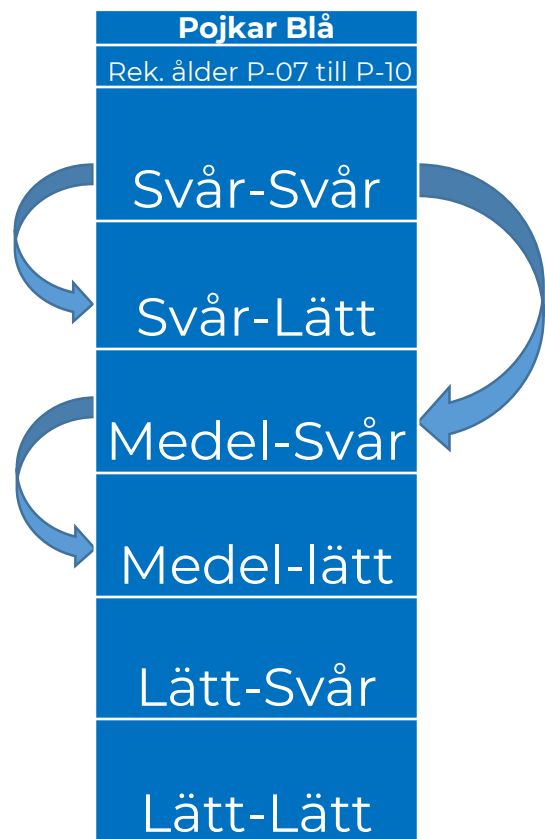 Pojkar Blå
Rek. ålder P-07 till P-10
Svår-Svår
Svår-Lätt
Medel-Svår
Medel-lätt
Lätt-Svår
Lätt-Lätt